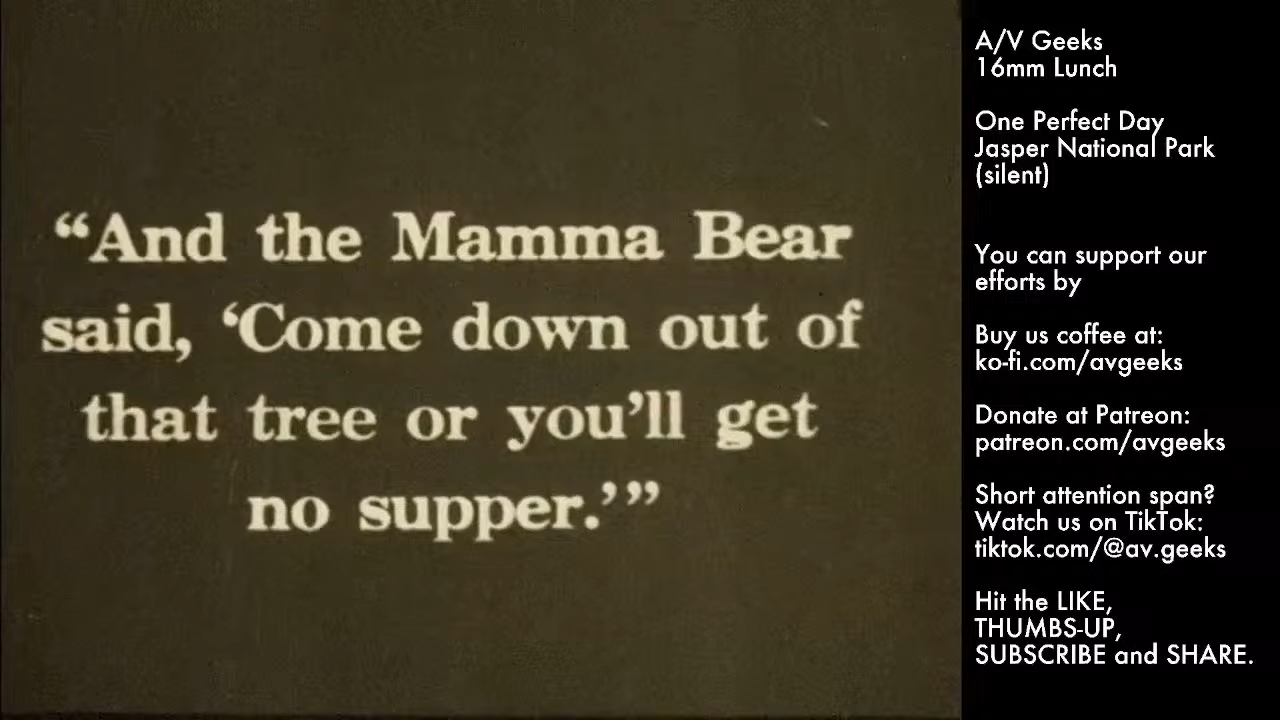 “And the Mamma Bear
said, ‘Come down out of
that tree or you’ll get
no supper.’”
A/V Geeks
16mm Lunch
One Perfect Day
Jasper National Park
(silent)
You can support our
efforts by
Buy us coffee at:
ko-fi.com/avgeeks
Donate at Patreon:
patreon.com/avgeeks
Short attention span?
Watch us on TikTok:
tiktok.com/@av.geeks
Hit the LIKE,
THUMBS-UP,
SUBSCRIBE and SHARE.